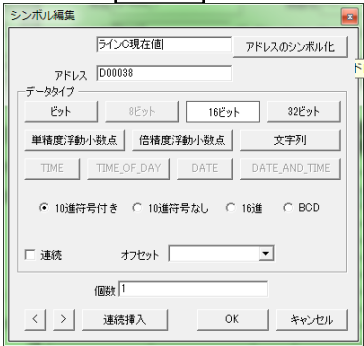 シンボル編集
ラインC現在値
アドレスのシンボル化
アドレス D00038
データタイプ
ビット 8ビット 16ビット 32ビット
単精度浮動小数点 倍精度浮動小数点 文字列
TIME TIME_OF_DAY DATE DATE_AND_TIME
10進符号付き 10進符号なし 16進 BCD
連続 オフセット
個数 1
< > 連続挿入 OK キャンセル